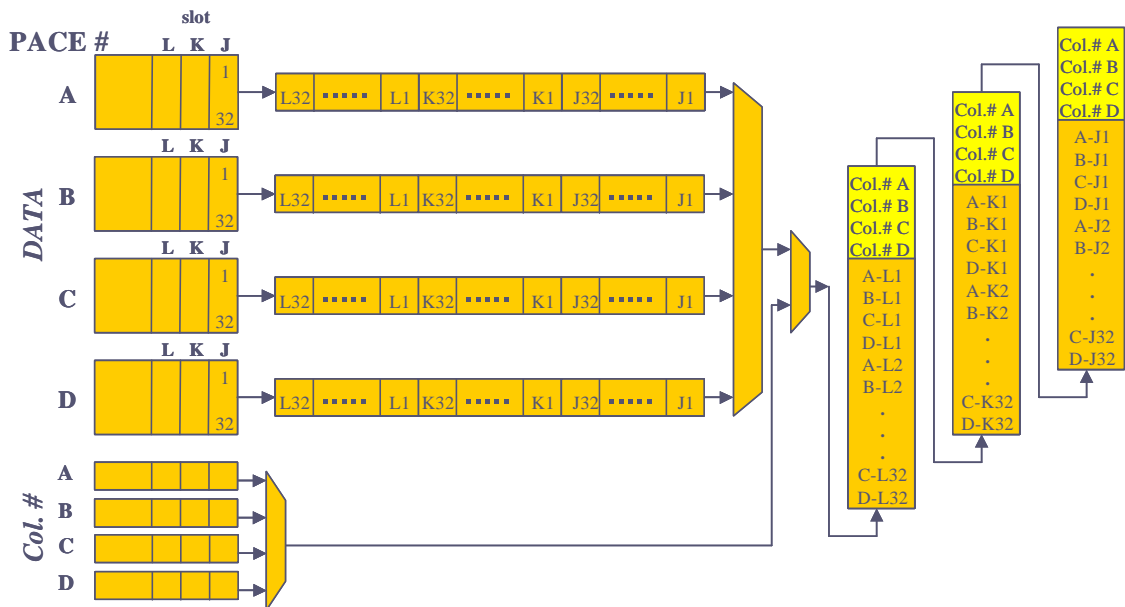 slot
PACE #
L K J
1
32
A
L32 ▪▪▪▪▪ L1 K32 ▪▪▪▪▪ K1 J32 ▪▪▪▪▪ J1
L K J
1
32
B
L32 ▪▪▪▪▪ L1 K32 ▪▪▪▪▪ K1 J32 ▪▪▪▪▪ J1
DATA
L K J
1
32
C
L32 ▪▪▪▪▪ L1 K32 ▪▪▪▪▪ K1 J32 ▪▪▪▪▪ J1
L K J
1
32
D
L32 ▪▪▪▪▪ L1 K32 ▪▪▪▪▪ K1 J32 ▪▪▪▪▪ J1
Col. #
A
B
C
D
Col.# A
Col.# B
Col.# C
Col.# D
A-L1
B-L1
C-L1
D-L1
A-L2
B-L2
.
.
.
C-L32
D-L32
Col.# A
Col.# B
Col.# C
Col.# D
A-K1
B-K1
C-K1
D-K1
A-K2
B-K2
.
.
.
C-K32
D-K32
Col.# A
Col.# B
Col.# C
Col.# D
A-J1
B-J1
C-J1
D-J1
A-J2
B-J2
.
.
.
C-J32
D-J32